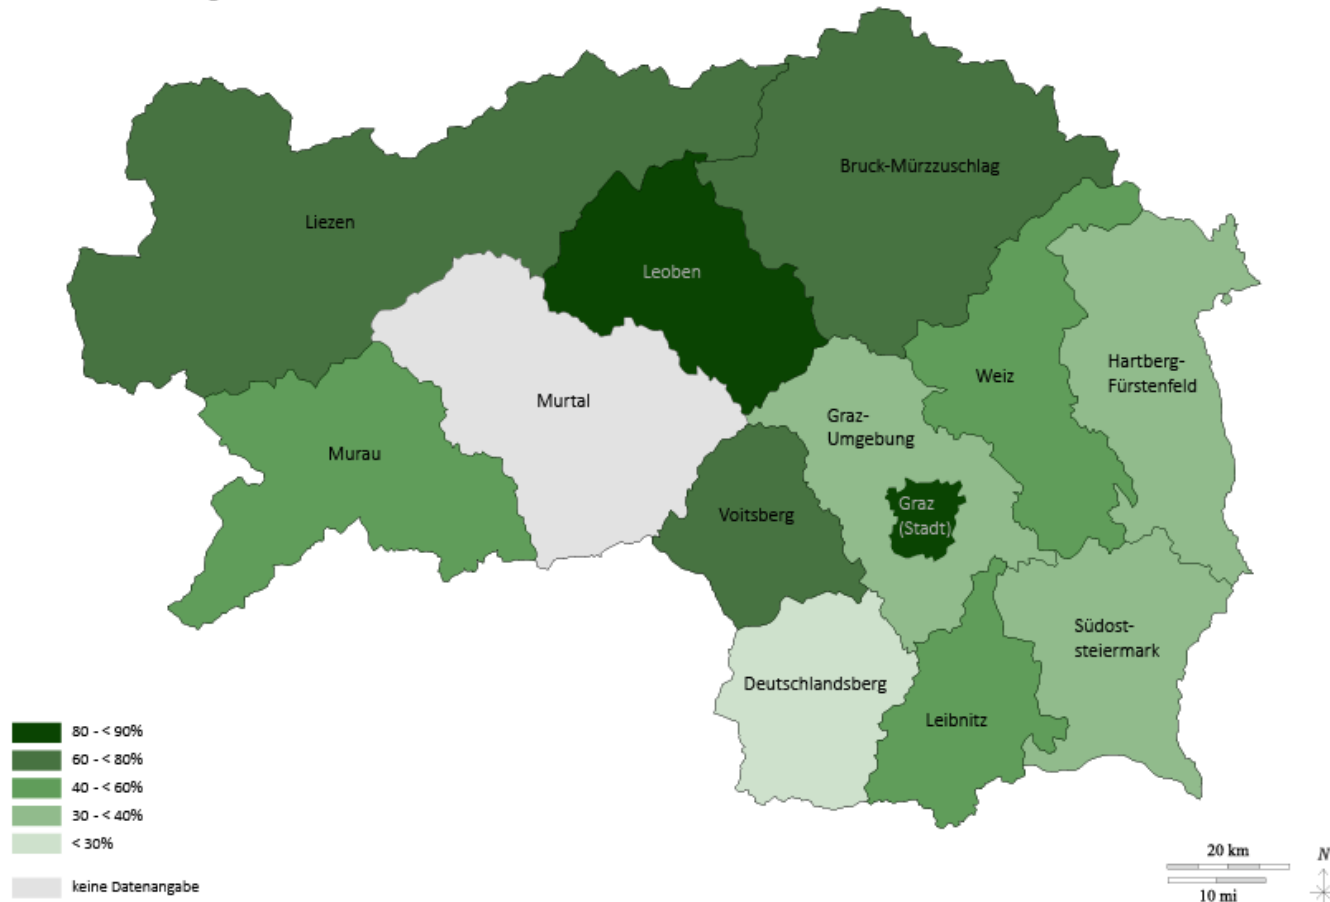 Bruck-Mürzzuschlag
Liezen
Leoben
Hartberg-
Fürstenfeld
Weiz
Murtal
Graz-
Umgebung
Murau
Graz
(Stadt)
Voitsberg
Südost-
steiermark
Deutschlandsberg
Leibnitz
80 - < 90%
60 - < 80%
40 - < 60%
30 - < 40%
< 30%
keine Datenangabe
20 km
10 mi
N